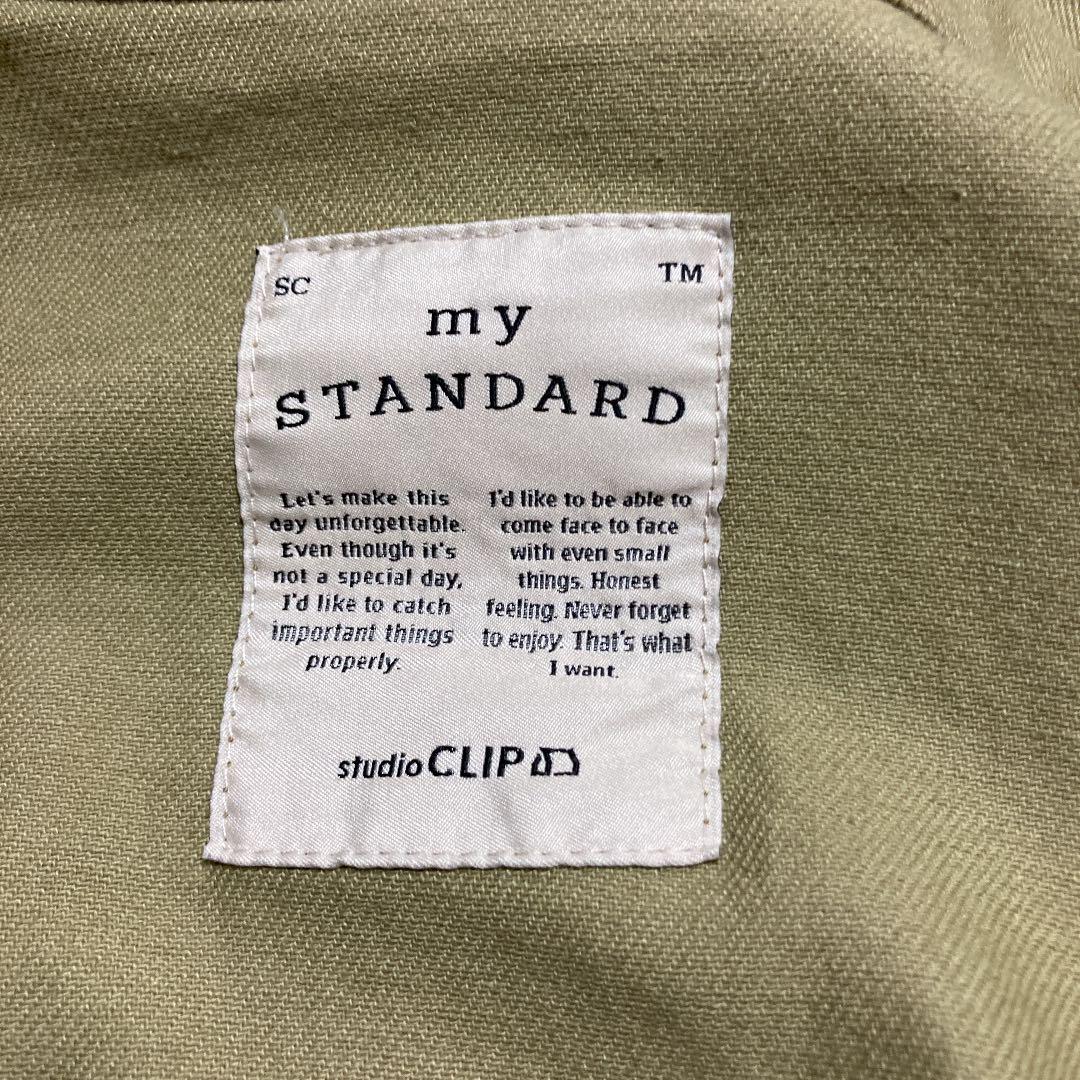 SC TM
my
STANDARD
Let's make this
day unforgettable.
Even though it's
not a special day,
I'd like to catch
important things
properly.
I'd like to be able to
come face to face
with even small
things. Honest
feeling. Never forget
to enjoy. That's what
I want.
studio CLIP